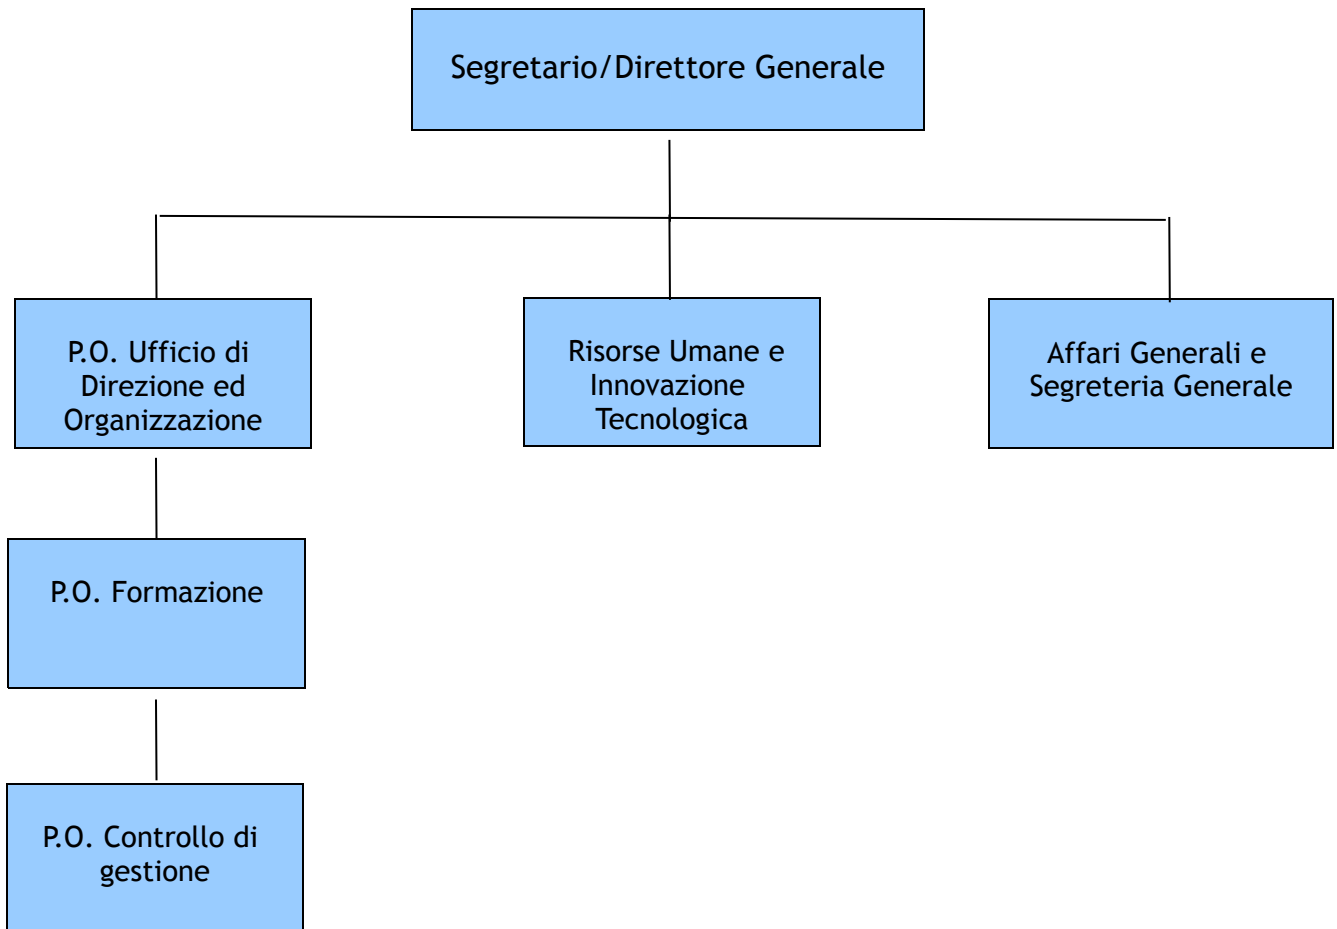 Segretario/Direttore Generale
P.O. Ufficio di
Direzione ed
Organizzazione
Risorse Umane e
Innovazione
Tecnologica
Affari Generali e
Segreteria Generale
P.O. Formazione
P.O. Controllo di
gestione